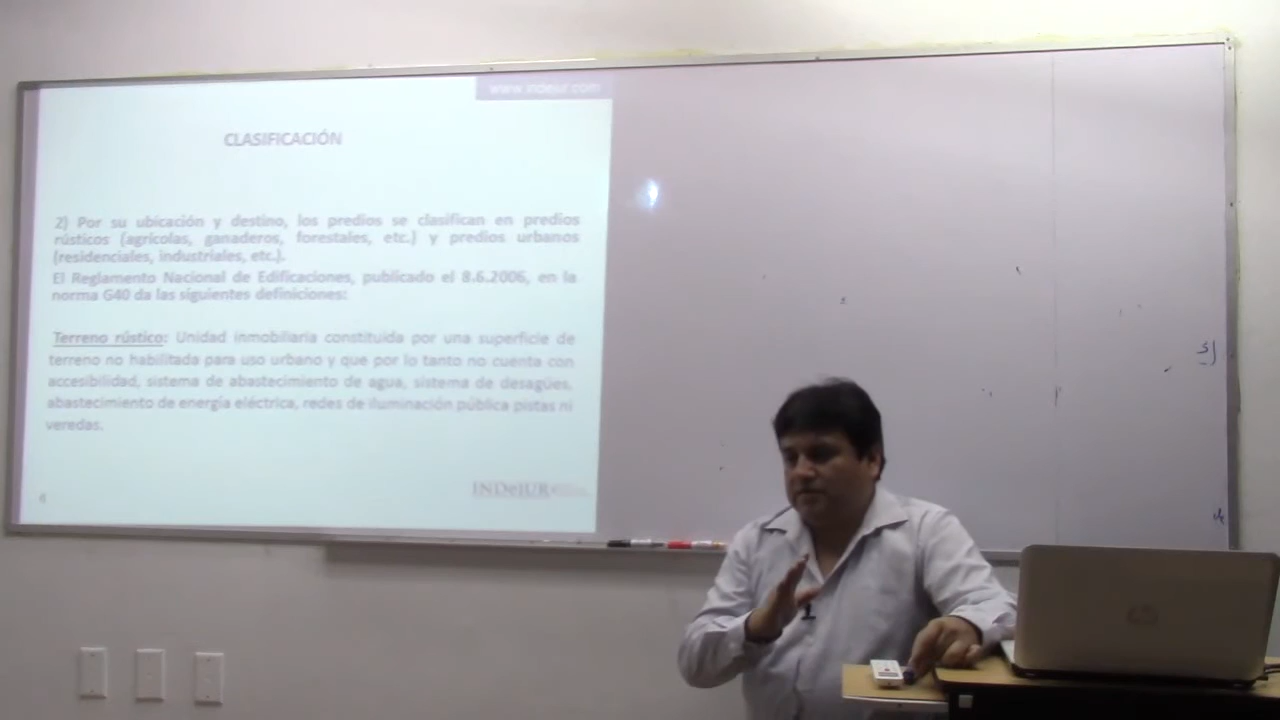 www.indejur.com
CLASIFICACIÓN
2) Por su ubicación y destino, los predios se clasifican en predios
rústicos (agrícolas, ganaderos, forestales, etc.) y predios urbanos
(residenciales, industriales, etc.).
El Reglamento Nacional de Edificaciones, publicado el 8.6.2006, en la
norma G40 da las siguientes definiciones:
Terreno rústico: Unidad inmobiliaria constituida por una superficie de
terreno no habilitada para uso urbano y que por lo tanto no cuenta con
accesibilidad, sistema de abastecimiento de agua, sistema de desagües,
abastecimiento de energía eléctrica, redes de iluminación pública pistas ni
veredas.
INDeJUR
6
hp